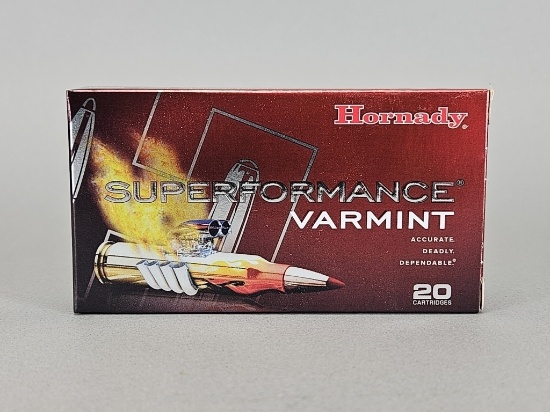 Hornady
SUPERFORMANCE®
VARMINT
ACCURATE.
DEADLY.
DEPENDABLE.®
20
CARTRIDGES